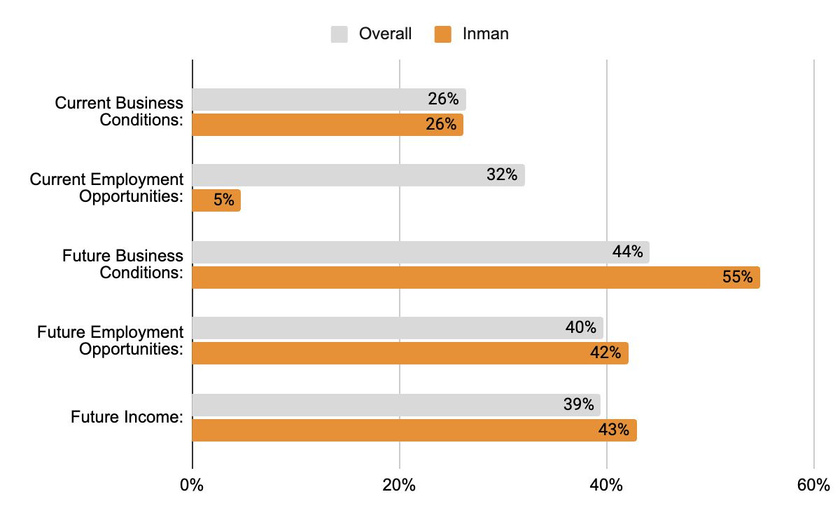 Overall Inman
Current Business
Conditions:
26%
26%
Current Employment
Opportunities:
32%
5%
Future Business
Conditions:
44%
55%
Future Employment
Opportunities:
40%
42%
Future Income:
39%
43%
0% 20% 40% 60%